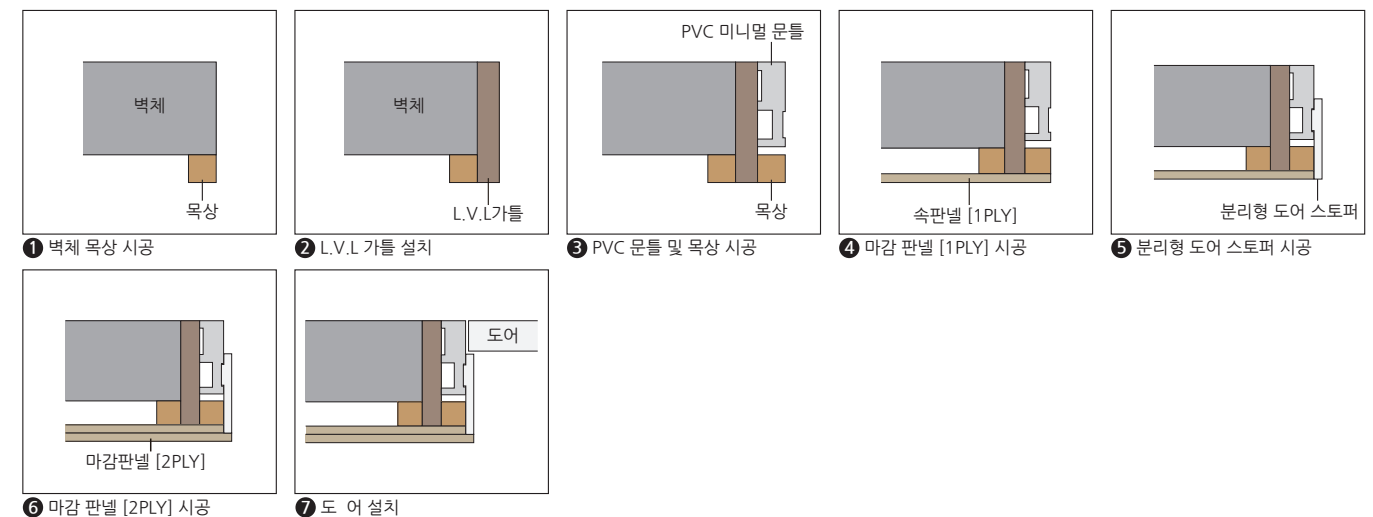 벽체
목상
❶ 벽체 목상 시공
벽체
L.V.L가틀
❷ L.V.L 가틀 설치
PVC 미니멀 문틀
목상
❸ PVC 문틀 및 목상 시공
속판넬 [1PLY]
❹ 마감 판넬 [1PLY] 시공
분리형 도어 스토퍼
❺ 분리형 도어 스토퍼 시공
마감판넬 [2PLY]
❻ 마감 판넬 [2PLY] 시공
도어
❼ 도 어 설치